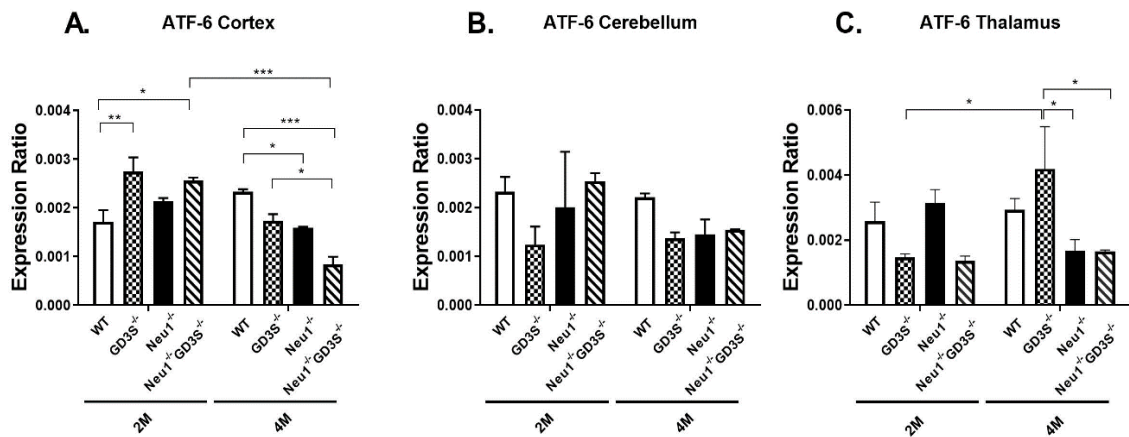 A. ATF-6 Cortex
Expression Ratio
0.004
0.003
0.002
0.001
0.000
*
**
***
***
*
*
WT
GD3S-/-
Neu1-/-
Neu1-/-GD3S-/-
WT
GD3S-/-
Neu1-/-
Neu1-/-GD3S-/-
2M
4M
B. ATF-6 Cerebellum
Expression Ratio
0.004
0.003
0.002
0.001
0.000
WT
GD3S-/-
Neu1-/-
Neu1-/-GD3S-/-
WT
GD3S-/-
Neu1-/-
Neu1-/-GD3S-/-
2M
4M
C. ATF-6 Thalamus
Expression Ratio
0.006
0.004
0.002
0.000
*
*
*
WT
GD3S-/-
Neu1-/-
Neu1-/-GD3S-/-
WT
GD3S-/-
Neu1-/-
Neu1-/-GD3S-/-
2M
4M